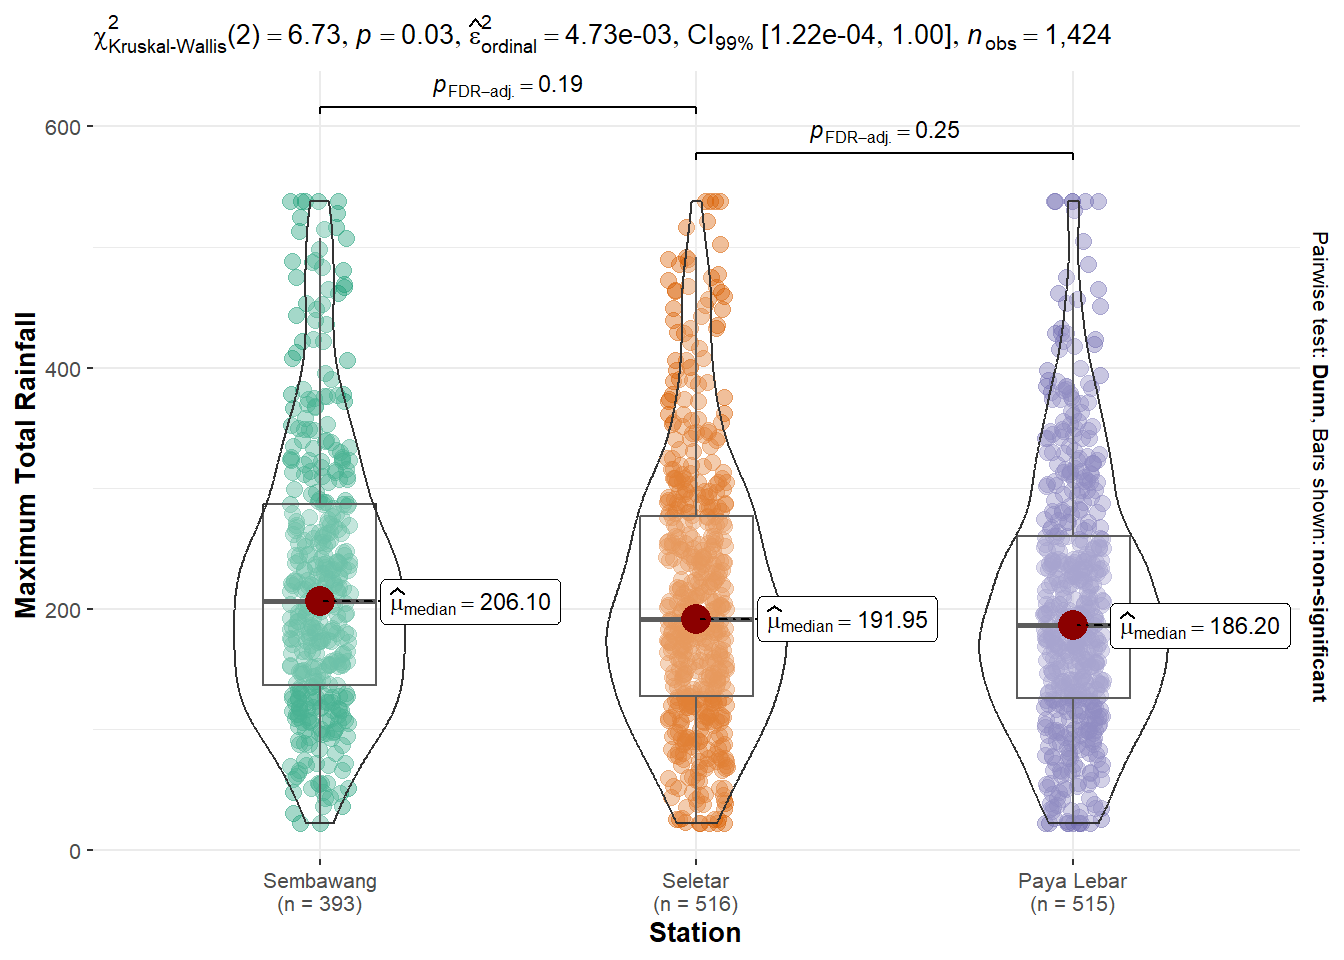 χ²Kruskal-Wallis(2) = 6.73, p = 0.03, ε̂²ordinal = 4.73e-03, CI99% [1.22e-04, 1.00], nobs = 1,424
pFDR–adj. = 0.19
pFDR–adj. = 0.25
600
400
200
0
Maximum Total Rainfall
μ̂median = 206.10
μ̂median = 191.95
μ̂median = 186.20
Pairwise test: Dunn, Bars shown: non-significant
Sembawang
(n = 393)
Seletar
(n = 516)
Paya Lebar
(n = 515)
Station